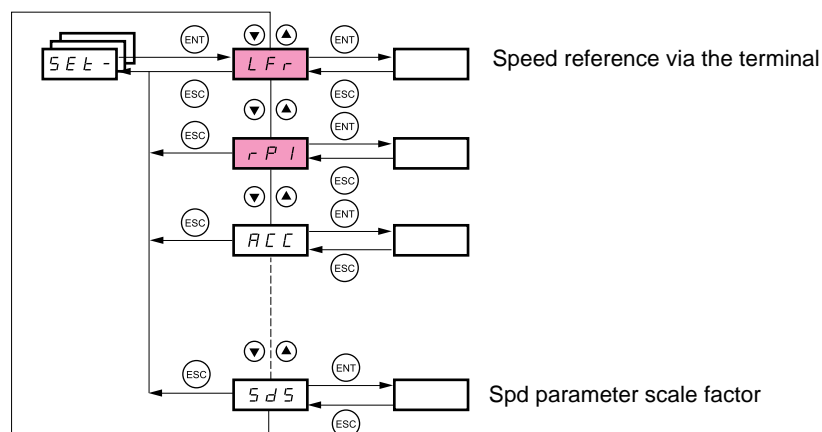 ENT
ENT
SEt-
LFr
Speed reference via the terminal
ESC
ESC
ESC
ENT
rPI
ESC
ESC
ENT
ACC
ESC
ESC
ENT
SdS
Spd parameter scale factor
ESC